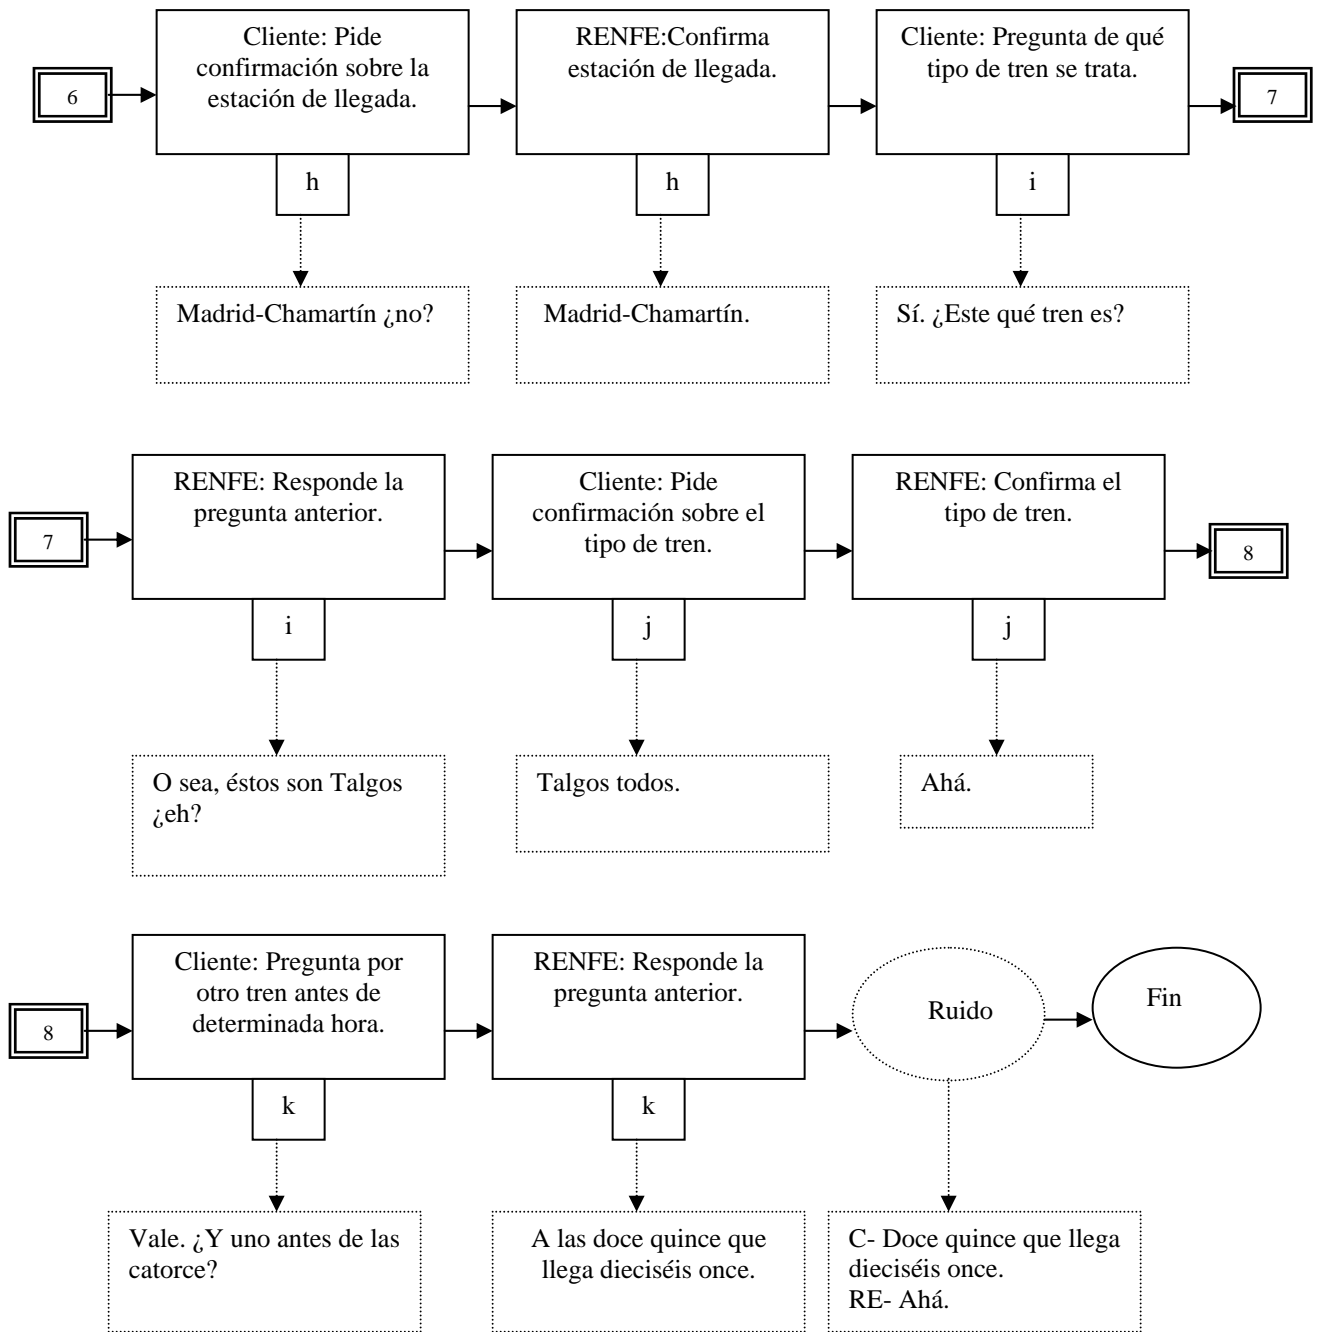 6
Cliente: Pide
confirmación sobre la
estación de llegada.
RENFE:Confirma
estación de llegada.
Cliente: Pregunta de qué
tipo de tren se trata.
7
h
h
i
Madrid-Chamartín ¿no?
Madrid-Chamartín.
Sí. ¿Este qué tren es?
7
RENFE: Responde la
pregunta anterior.
Cliente: Pide
confirmación sobre el
tipo de tren.
RENFE: Confirma el
tipo de tren.
8
i
j
j
O sea, éstos son Talgos
¿eh?
Talgos todos.
Ahá.
8
Cliente: Pregunta por
otro tren antes de
determinada hora.
RENFE: Responde la
pregunta anterior.
Ruido
Fin
k
k
Vale. ¿Y uno antes de las
catorce?
A las doce quince que
llega dieciséis once.
C- Doce quince que llega
dieciséis once.
RE- Ahá.